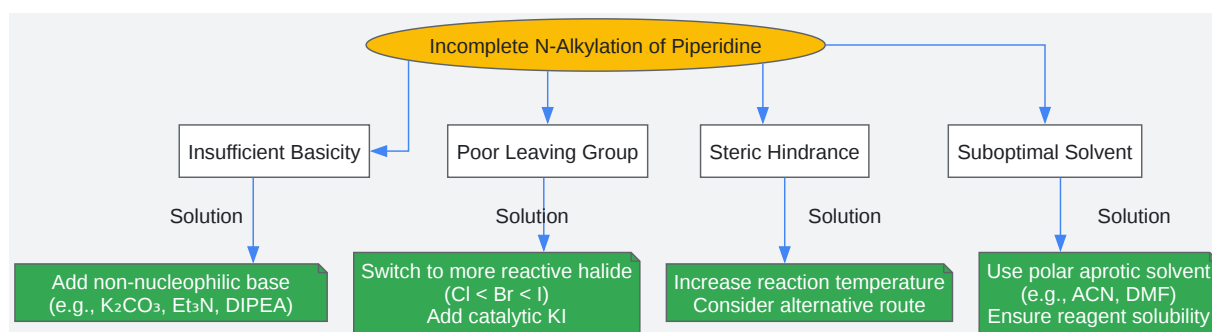 Incomplete N-Alkylation of Piperidine
Insufficient Basicity
Poor Leaving Group
Steric Hindrance
Suboptimal Solvent
Solution
Solution
Solution
Solution
Add non-nucleophilic base
(e.g., K₂CO₃, Et₃N, DIPEA)
Switch to more reactive halide
(Cl < Br < I)
Add catalytic KI
Increase reaction temperature
Consider alternative route
Use polar aprotic solvent
(e.g., ACN, DMF)
Ensure reagent solubility